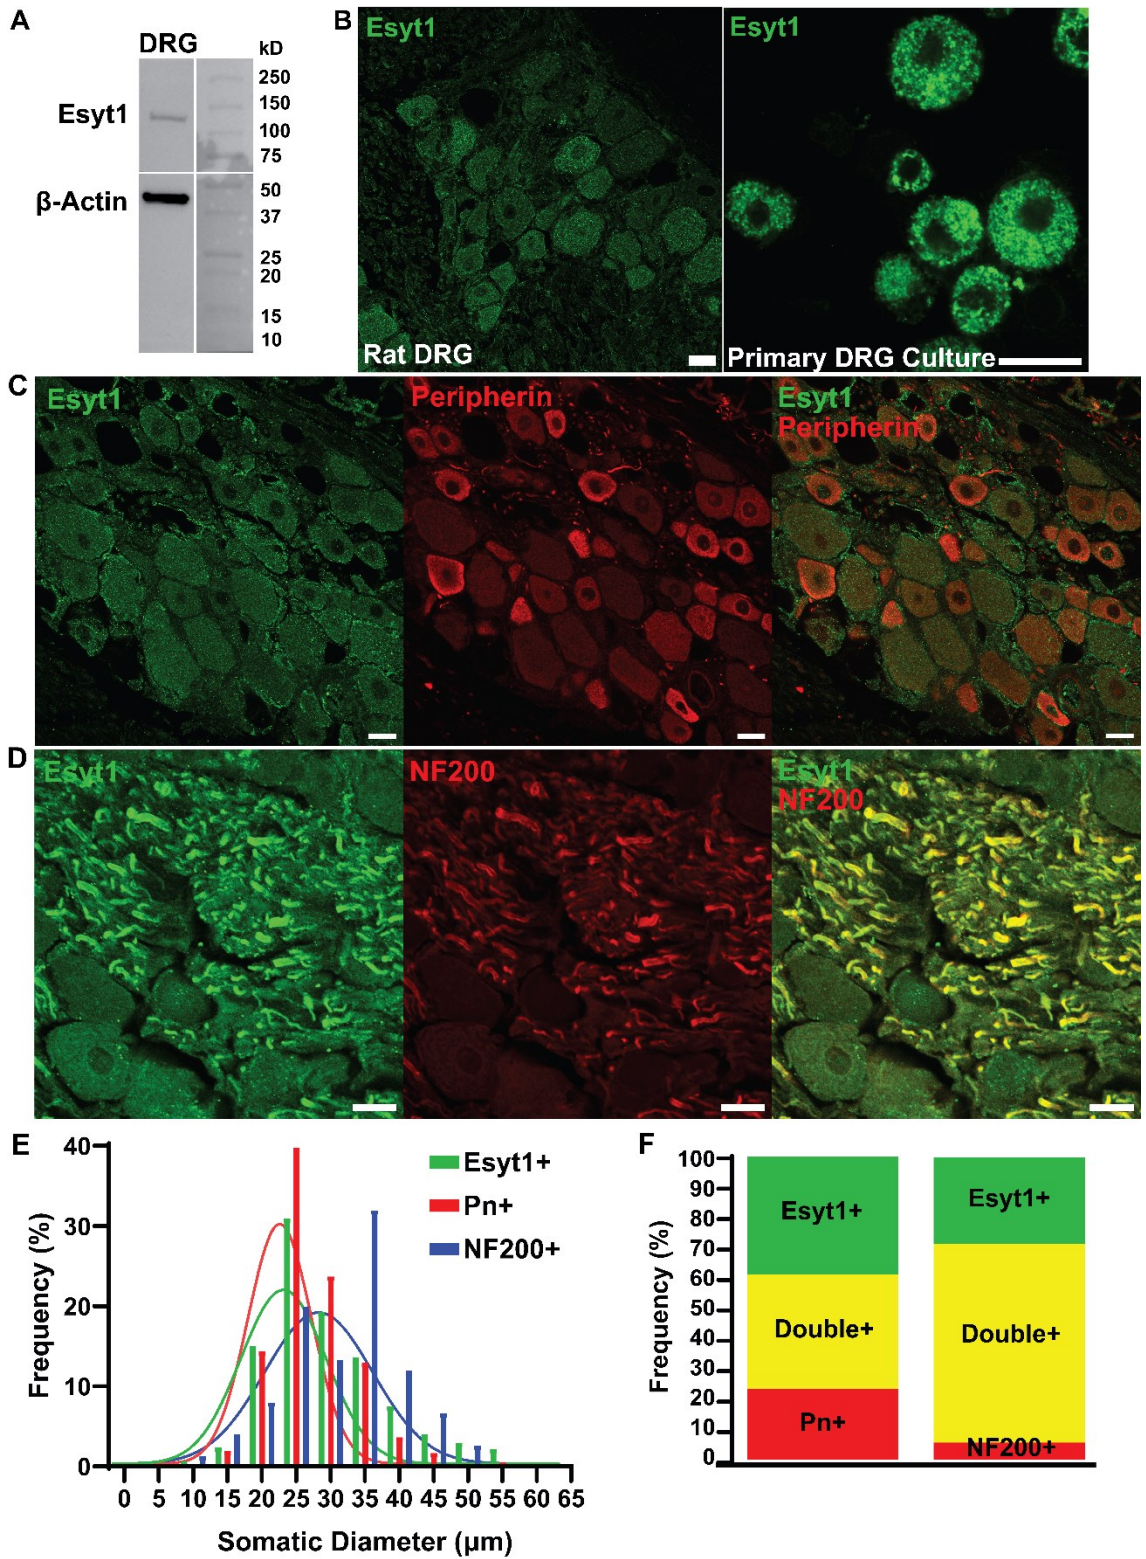 A
DRG
kD
Esyt1
250
150
100
75
β-Actin
50
37
25
20
15
10
B
Esyt1
Rat DRG
Esyt1
Primary DRG Culture
C
Esyt1
Peripherin
Esyt1
Peripherin
D
Esyt1
NF200
Esyt1
NF200
E
Frequency (%)
40
30
20
10
0
Esyt1+
Pn+
NF200+
0 5 10 15 20 25 30 35 40 45 50 55 60 65
Somatic Diameter (µm)
F
Frequency (%)
100
90
80
70
60
50
40
30
20
10
0
Esyt1+
Double+
Pn+
Esyt1+
Double+
NF200+